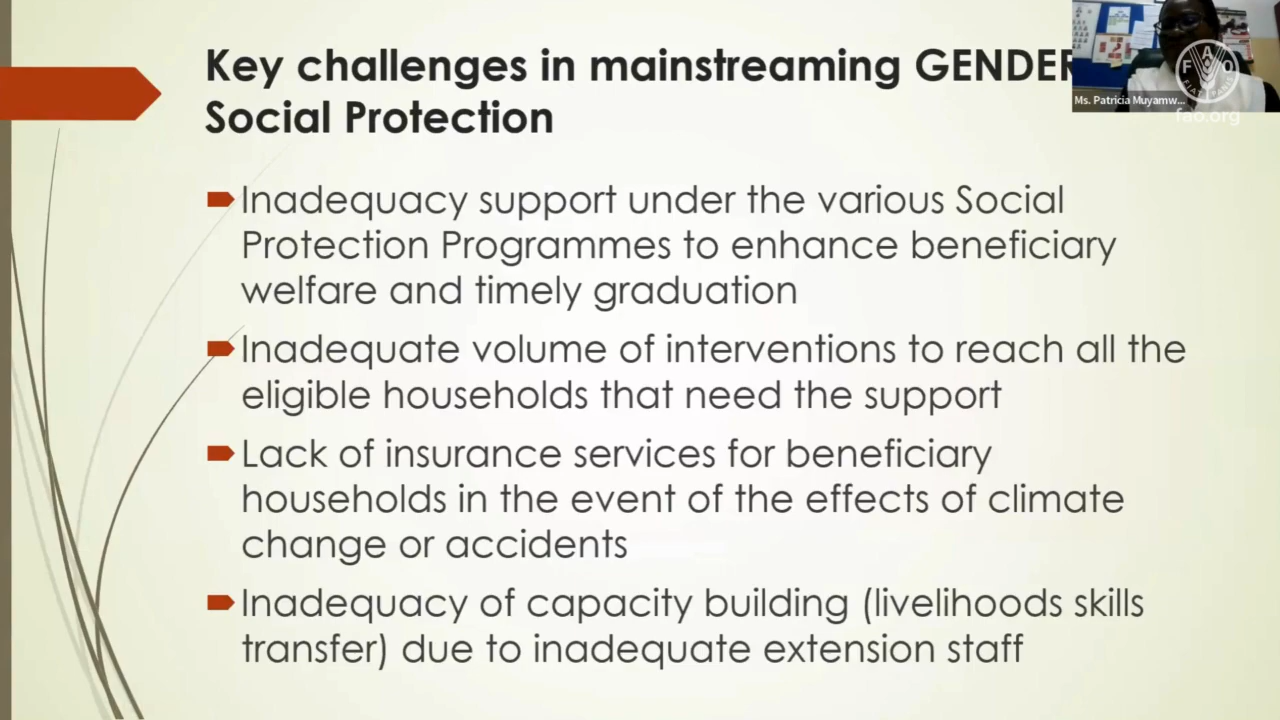 Key challenges in mainstreaming GENDER
Social Protection
Inadequacy support under the various Social
Protection Programmes to enhance beneficiary
welfare and timely graduation
Inadequate volume of interventions to reach all the
eligible households that need the support
Lack of insurance services for beneficiary
households in the event of the effects of climate
change or accidents
Inadequacy of capacity building (livelihoods skills
transfer) due to inadequate extension staff
Ms. Patricia Muyamw...
FAO
FIAT PANIS
fao.org